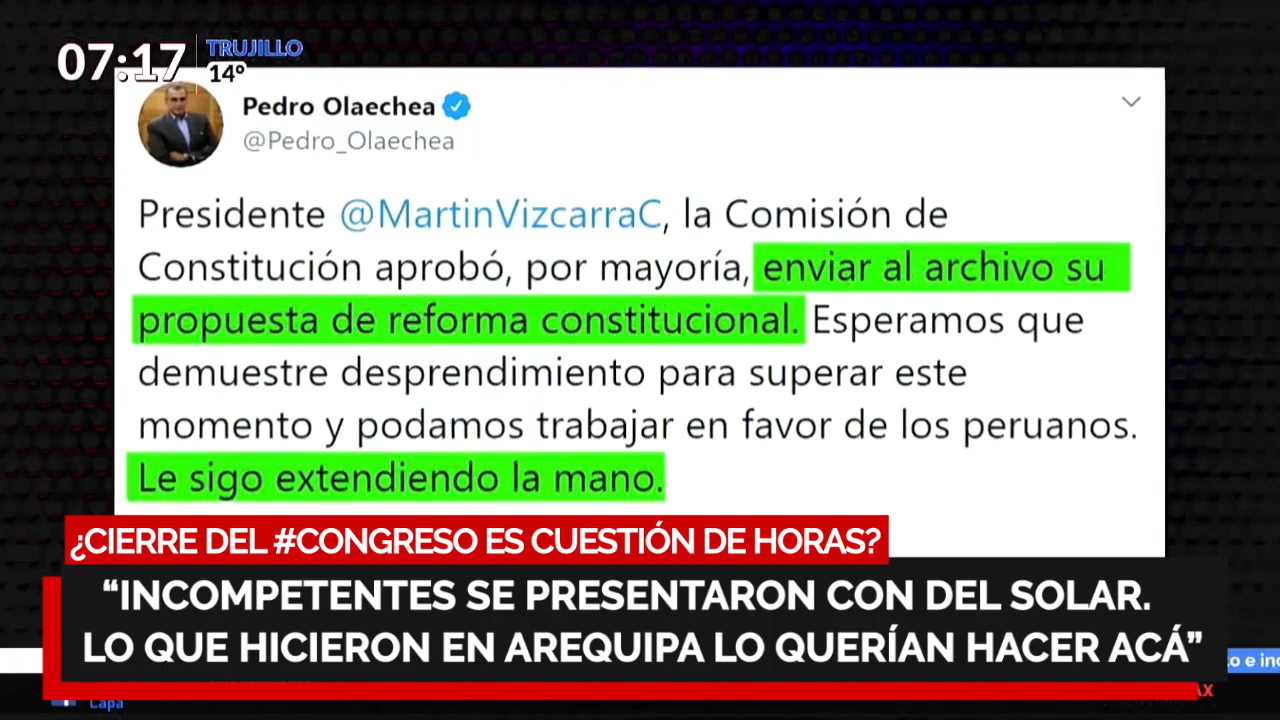 07:17
TRUJILLO
14°
Pedro Olaechea
@Pedro_Olaechea
Presidente @MartinVizcarraC, la Comisión de
Constitución aprobó, por mayoría, enviar al archivo su
propuesta de reforma constitucional. Esperamos que
demuestre desprendimiento para superar este
momento y podamos trabajar en favor de los peruanos.
Le sigo extendiendo la mano.
¿CIERRE DEL #CONGRESO ES CUESTIÓN DE HORAS?
“INCOMPETENTES SE PRESENTARON CON DEL SOLAR.
LO QUE HICIERON EN AREQUIPA LO QUERÍAN HACER ACÁ”